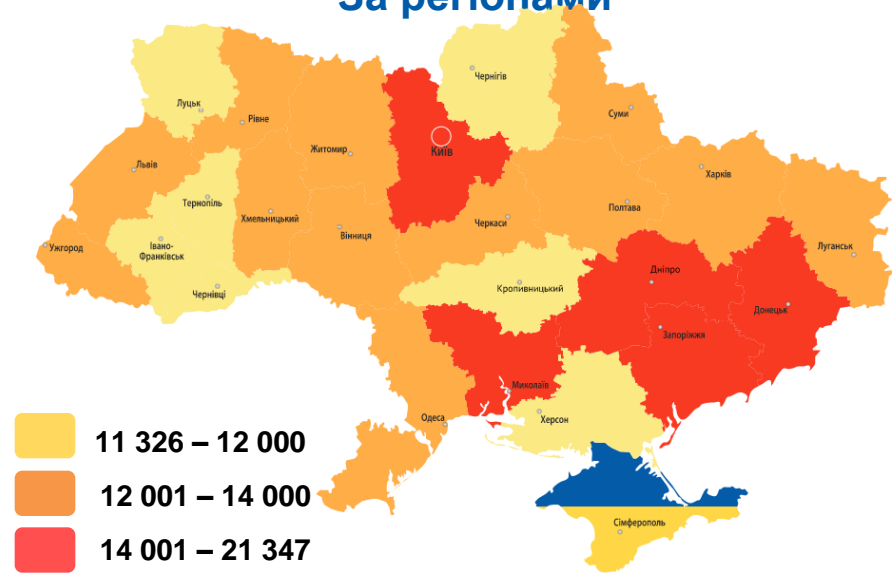 За регіонами
Чернігів
Луцьк
Рівне
Суми
Житомир
Київ
Львів
Харків
Тернопіль
Хмельницький
Полтава
Черкаси
Вінниця
Ужгород
Івано-
Франківськ
Луганськ
Дніпро
Чернівці
Кропивницький
Донецьк
Запоріжжя
Миколаїв
Одеса
Херсон
11 326 – 12 000
12 001 – 14 000
Сімферополь
14 001 – 21 347